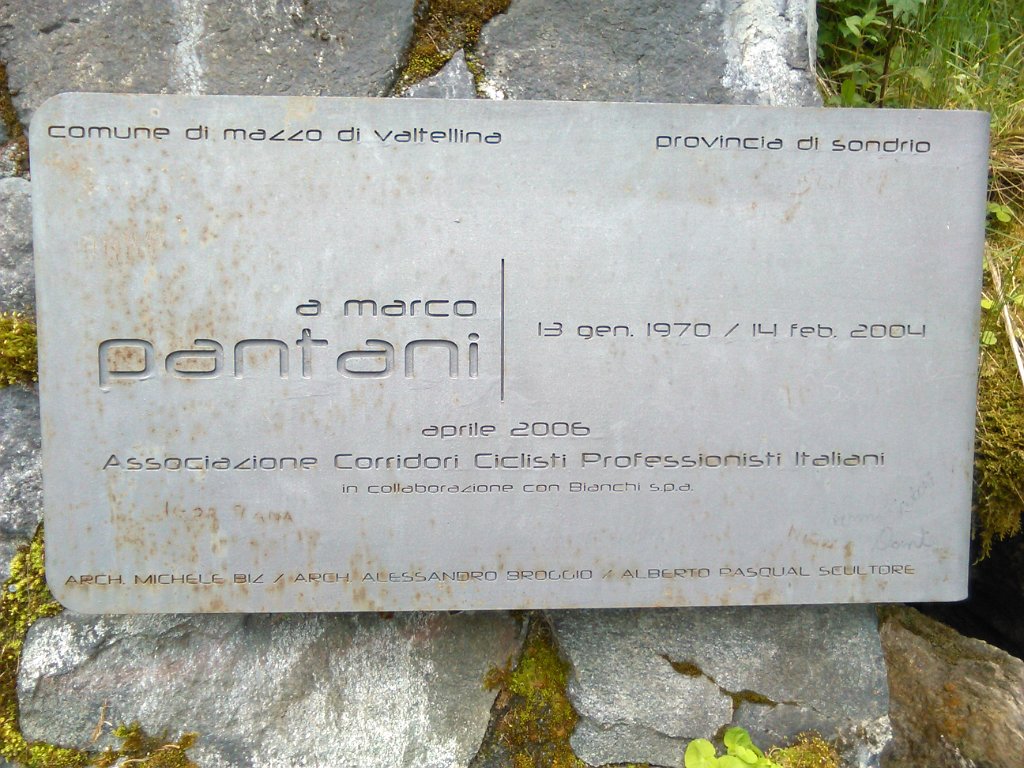 comune di mazzo di valtellina
provincia di sondrio
a marco
pantani
13 gen. 1970 / 14 feb. 2004
aprile 2006
Associazione Corridori Ciclisti Professionisti Italiani
in collaborazione con Bianchi s.p.a.
ARCH. MICHELE BIZ / ARCH. ALESSANDRO BROGGIO / ALBERTO PASQUAL SCULTORE